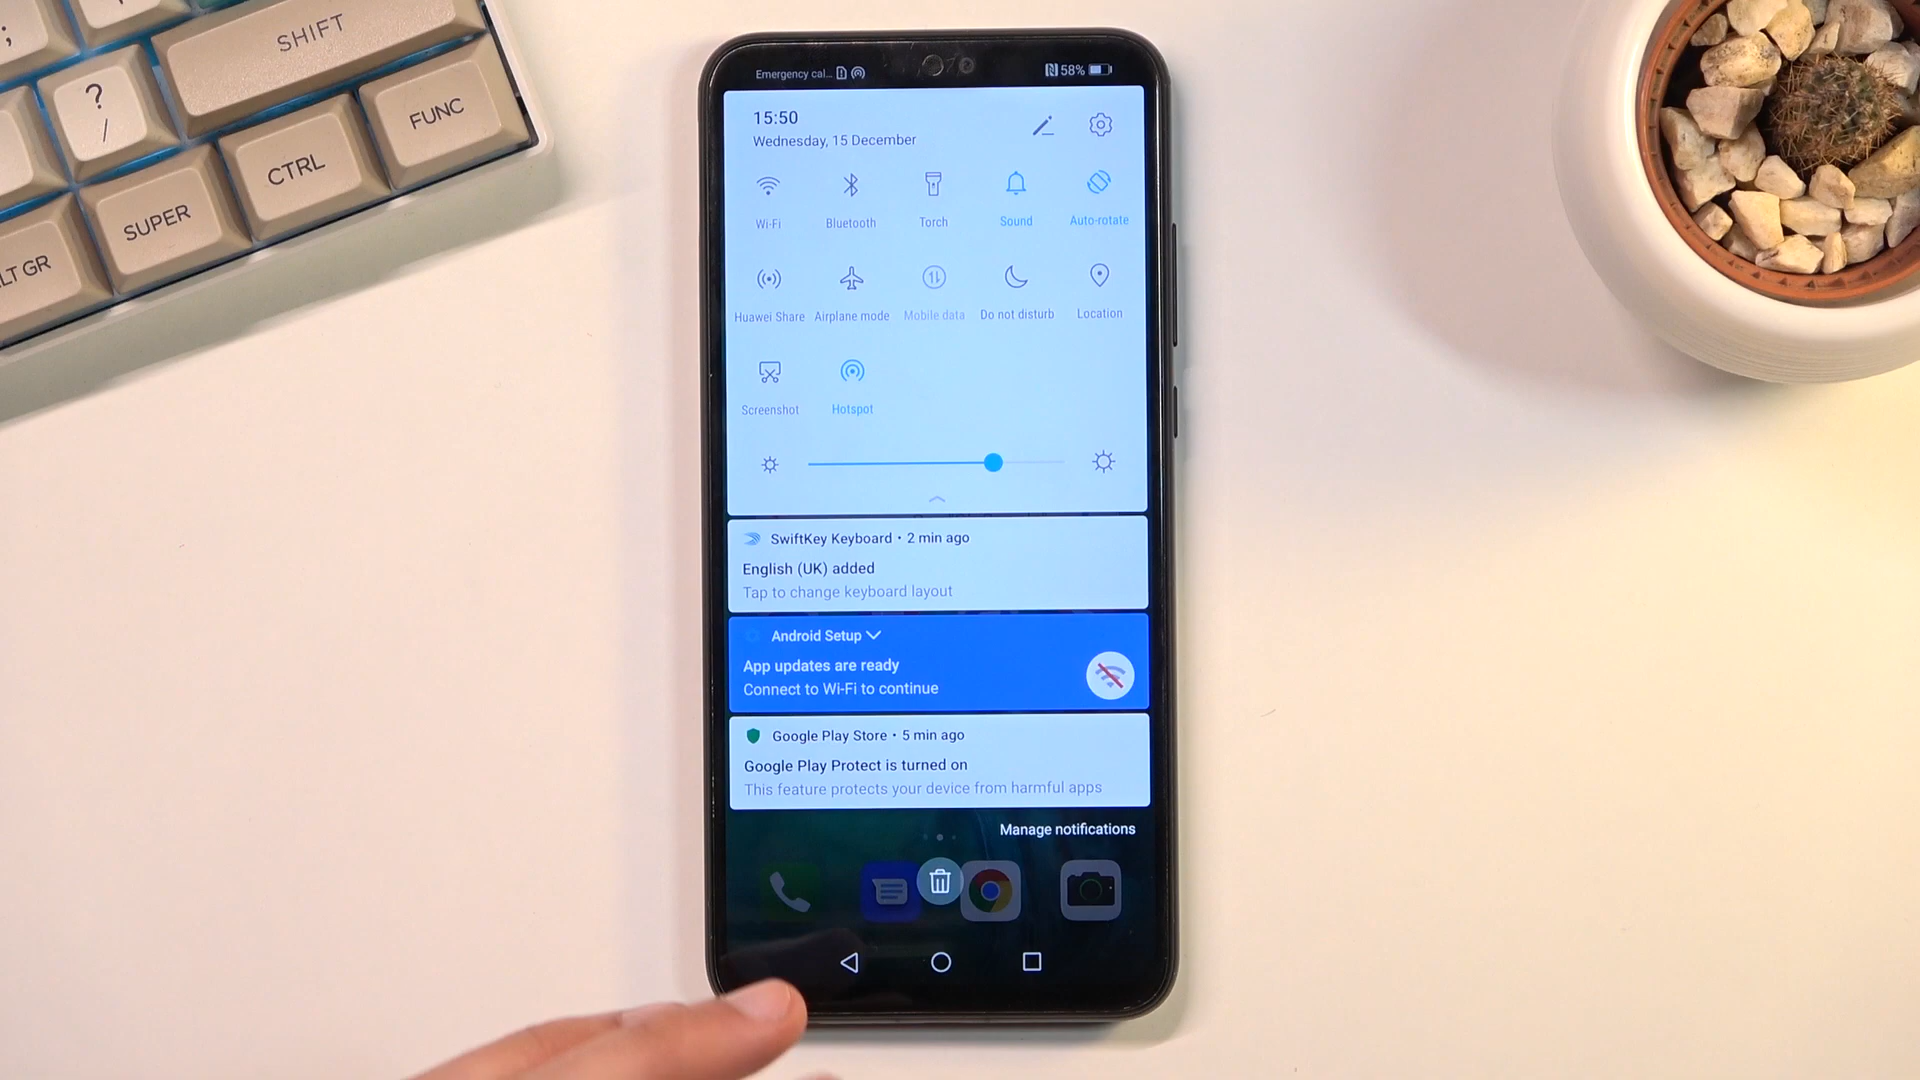 ;
SHIFT
?
/
FUNC
CTRL
SUPER
LT GR
Emergency cal...
58%
15:50
Wednesday, 15 December
Wi-Fi
Bluetooth
Torch
Sound
Auto-rotate
Huawei Share
Airplane mode
Mobile data
Do not disturb
Location
Screenshot
Hotspot
SwiftKey Keyboard • 2 min ago
English (UK) added
Tap to change keyboard layout
Android Setup
App updates are ready
Connect to Wi-Fi to continue
Google Play Store • 5 min ago
Google Play Protect is turned on
This feature protects your device from harmful apps
Manage notifications